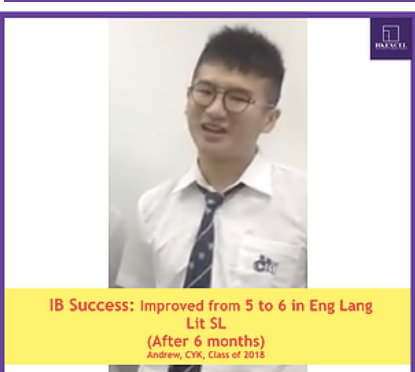 HKEXCEL
IB Success: Improved from 5 to 6 in Eng Lang
Lit SL
(After 6 months)
Andrew, CYK, Class of 2018